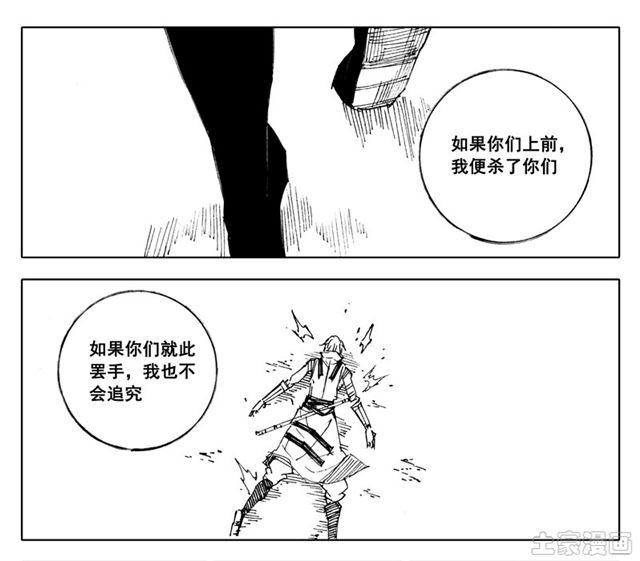 如果你们上前，
我便杀了你们
如果你们就此
罢手，我也不
会追究
土豪漫画